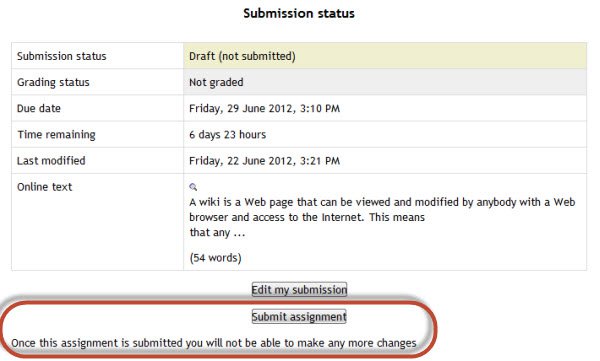 Submission status
Submission status Draft (not submitted)
Grading status Not graded
Due date Friday, 29 June 2012, 3:10 PM
Time remaining 6 days 23 hours
Last modified Friday, 22 June 2012, 3:21 PM
Online text
A wiki is a Web page that can be viewed and modified by anybody with a Web
browser and access to the Internet. This means
that any ...
(54 words)
Edit my submission
Submit assignment
Once this assignment is submitted you will not be able to make any more changes